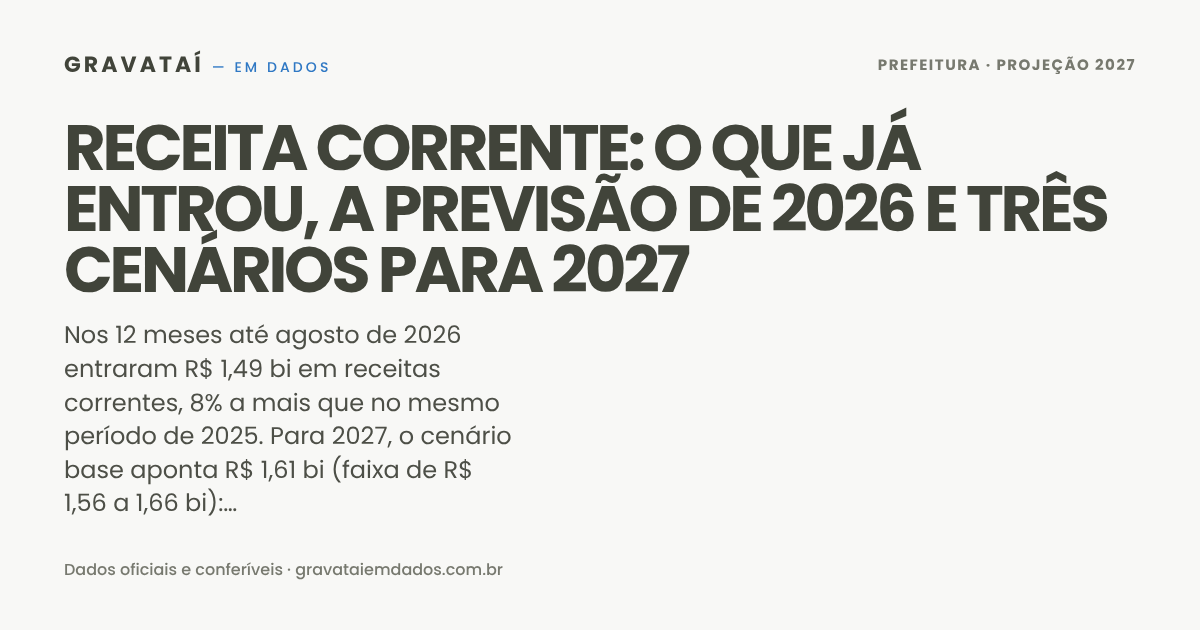 GRAVATAÍ — EM DADOS
PREFEITURA · PROJEÇÃO 2027
RECEITA CORRENTE: O QUE JÁ
ENTROU, A PREVISÃO DE 2026 E TRÊS
CENÁRIOS PARA 2027
Nos 12 meses até agosto de 2026
entraram R$ 1,49 bi em receitas
correntes, 8% a mais que no mesmo
período de 2025. Para 2027, o cenário
base aponta R$ 1,61 bi (faixa de R$
1,56 a 1,66 bi):...
Dados oficiais e conferíveis · gravataiemdados.com.br